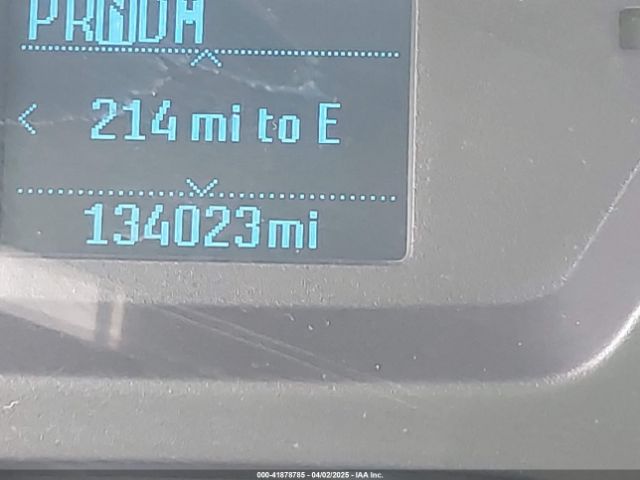 PRNDM
214 mi to E
134023mi
000-41878785 - 04/02/2025 - IAA Inc.